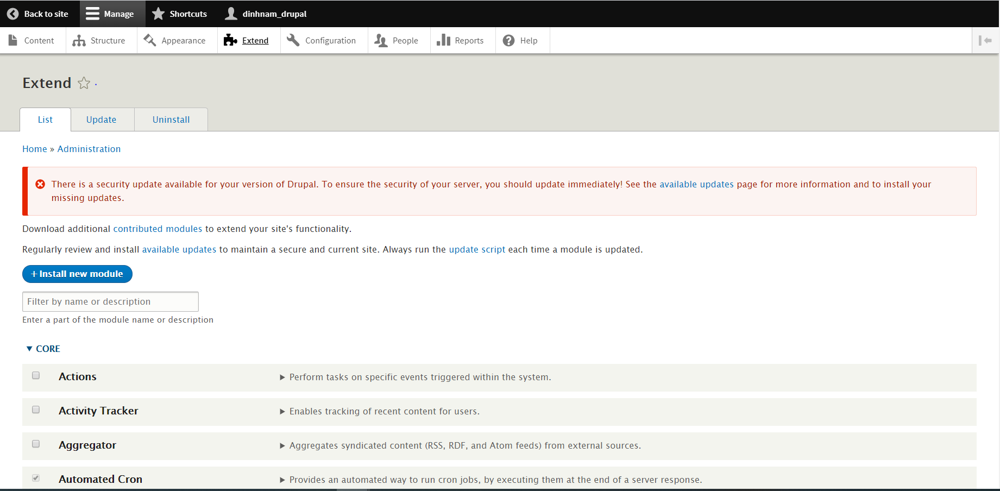 Back to site Manage Shortcuts dinhnam_drupal
Content Structure Appearance Extend Configuration People Reports Help
Extend
List Update Uninstall
Home » Administration
There is a security update available for your version of Drupal. To ensure the security of your server, you should update immediately! See the available updates page for more information and to install your
missing updates.
Download additional contributed modules to extend your site's functionality.
Regularly review and install available updates to maintain a secure and current site. Always run the update script each time a module is updated.
+ Install new module
Filter by name or description
Enter a part of the module name or description
▼ CORE
Actions ► Perform tasks on specific events triggered within the system.
Activity Tracker ► Enables tracking of recent content for users.
Aggregator ► Aggregates syndicated content (RSS, RDF, and Atom feeds) from external sources.
Automated Cron ► Provides an automated way to run cron jobs, by executing them at the end of a server response.